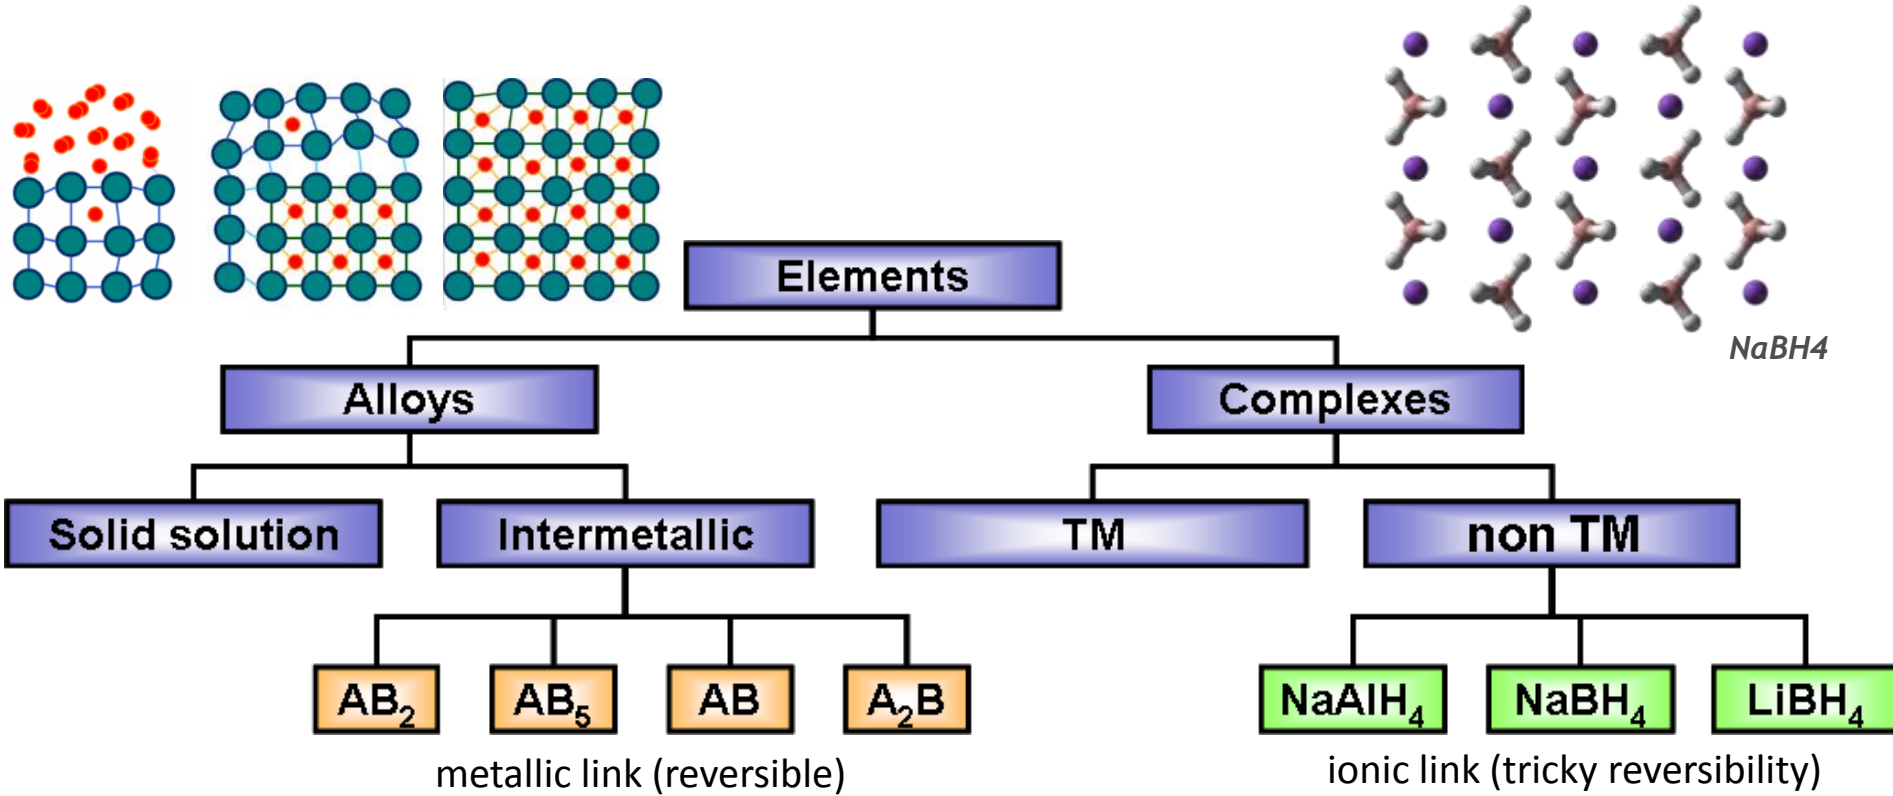 Elements
NaBH4
Alloys
Complexes
Solid solution
Intermetallic
TM
non TM
AB₂
AB₅
AB
A₂B
NaAlH₄
NaBH₄
LiBH₄
metallic link (reversible)
ionic link (tricky reversibility)